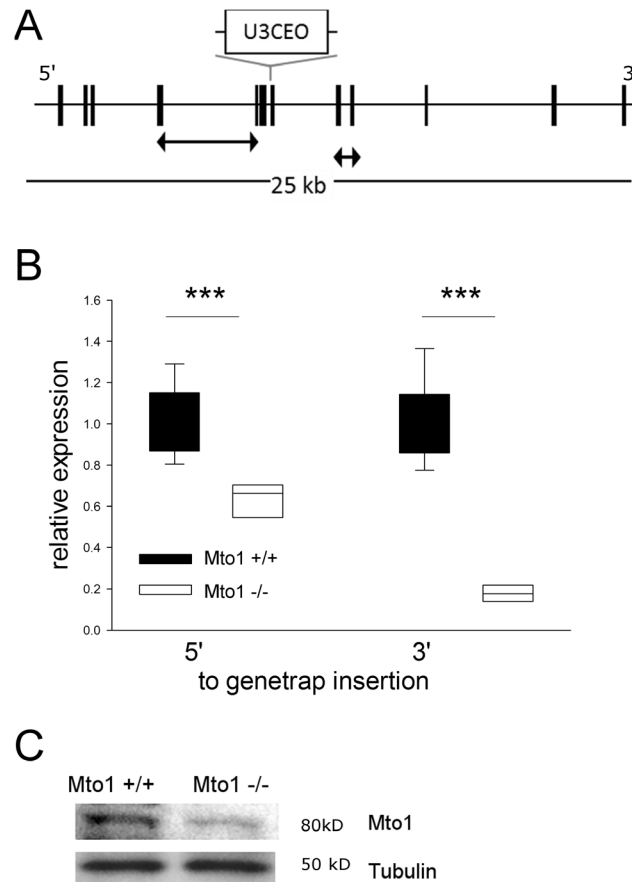 A
U3CEO
5'
3
25 kb
B
***
***
1.6
1.4
1.2
1.0
0.8
0.6
0.4
0.2
0.0
relative expression
Mto1 +/+
Mto1 -/-
5'
3'
to genetrap insertion
C
Mto1 +/+
Mto1 -/-
80kD
Mto1
50 kD
Tubulin